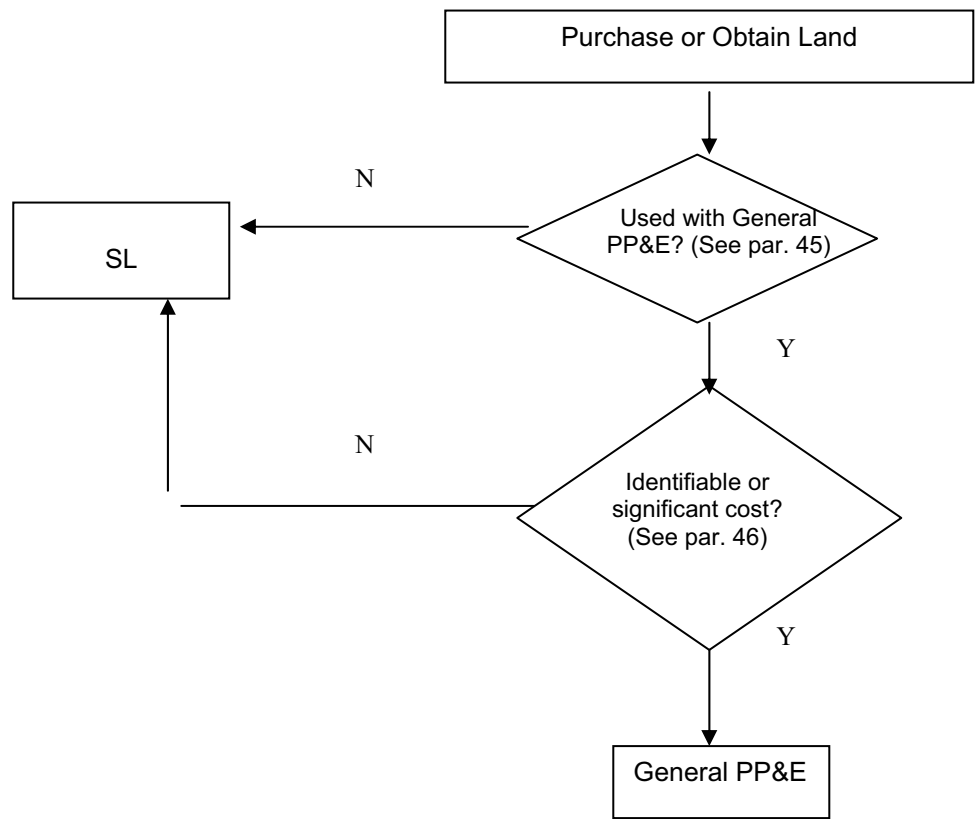 Purchase or Obtain Land
N
Used with General
PP&E? (See par. 45)
SL
Y
N
Identifiable or
significant cost?
(See par. 46)
Y
General PP&E